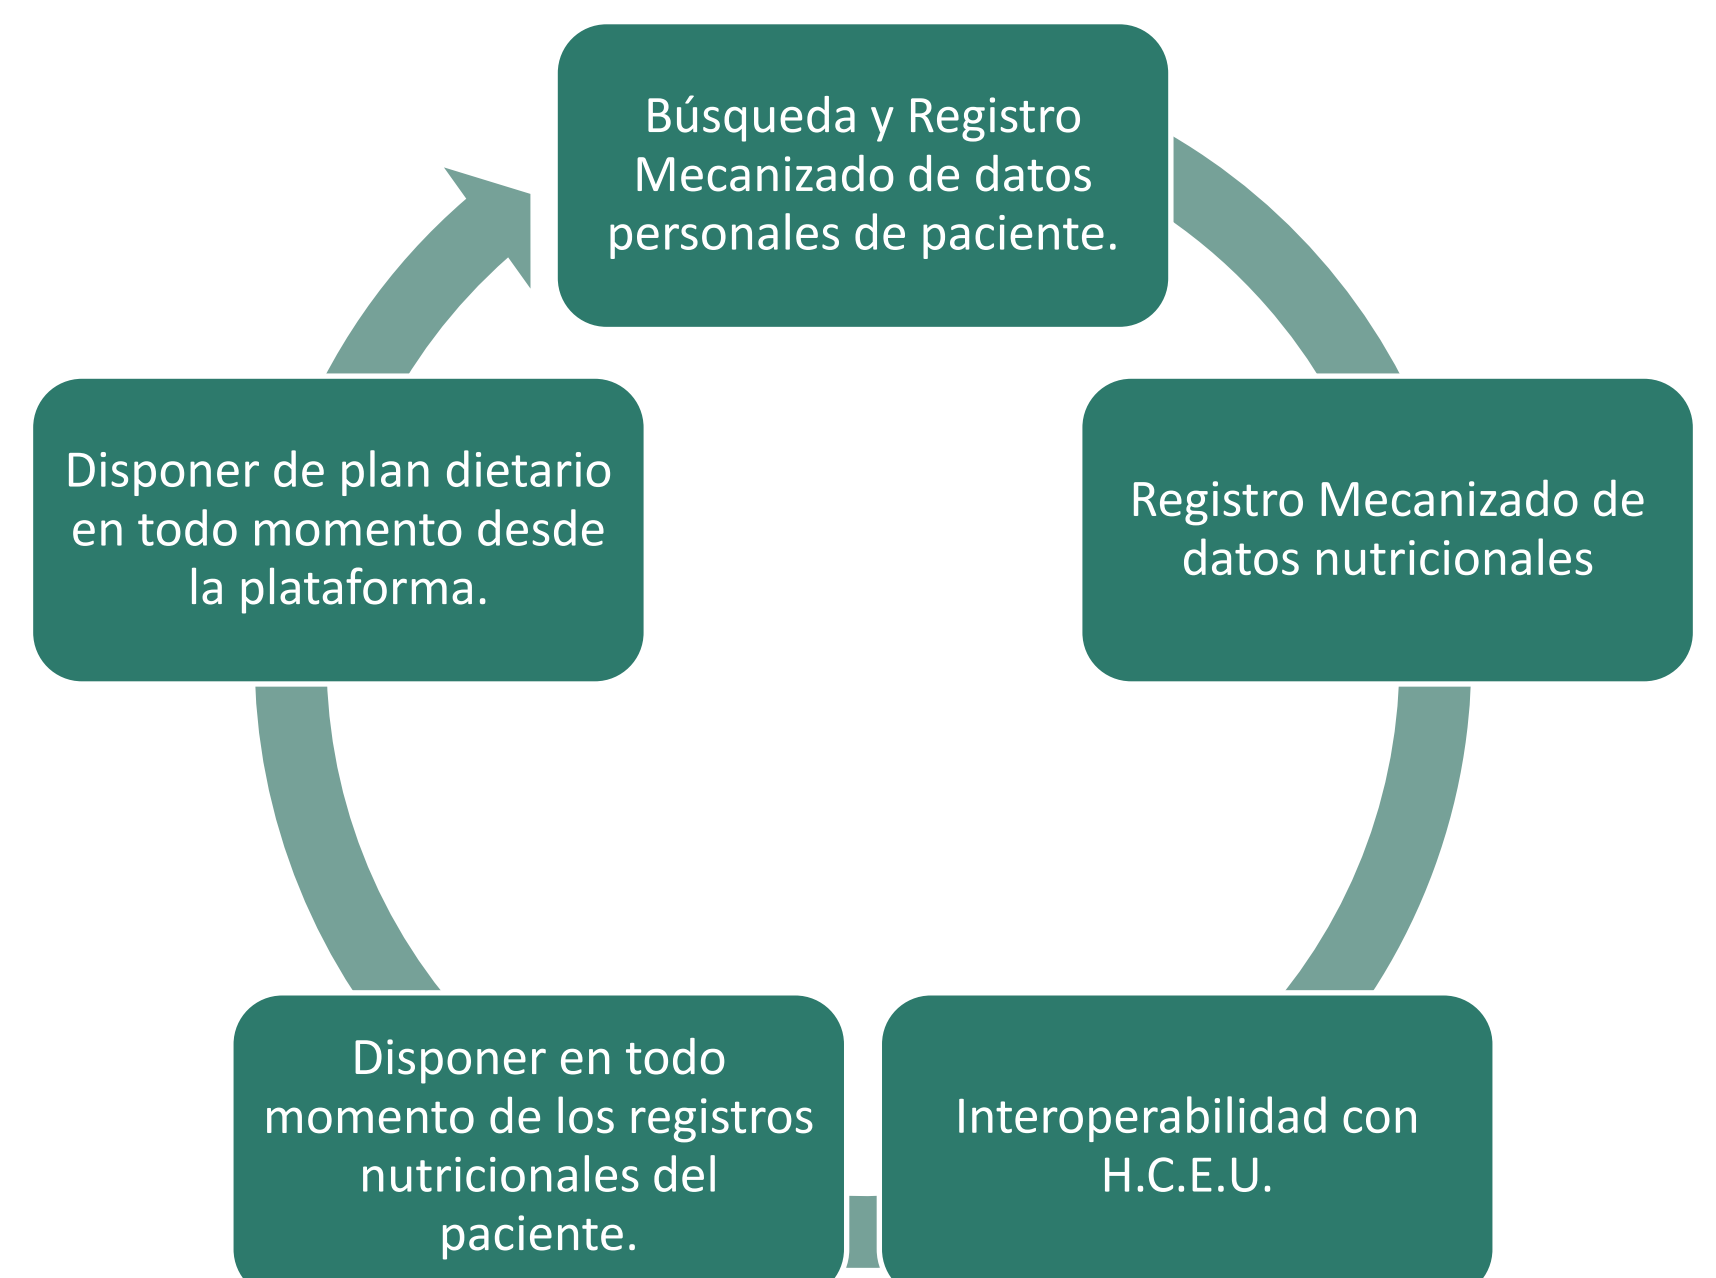 Búsqueda y Registro
Mecanizado de datos
personales de paciente.
Registro Mecanizado de
datos nutricionales
Interoperabilidad con
H.C.E.U.
Disponer en todo
momento de los registros
nutricionales del
paciente.
Disponer de plan dietario
en todo momento desde
la plataforma.